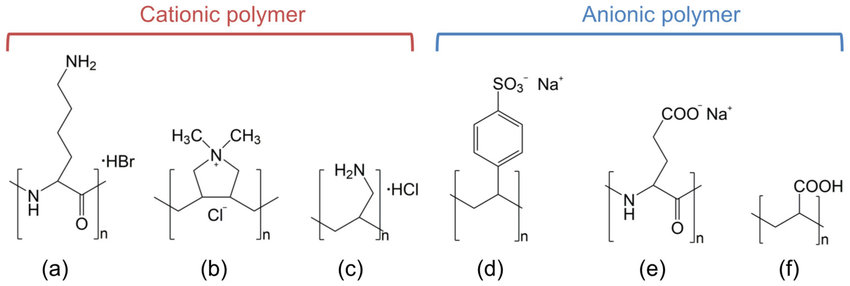 Cationic polymer
Anionic polymer
NH₂
N
H
O
n
·HBr
H₃C
CH₃
N
+
Cl⁻
n
H₂N
·HCl
n
SO₃⁻ Na⁺
n
COO⁻ Na⁺
N
H
O
n
COOH
n
(a)
(b)
(c)
(d)
(e)
(f)